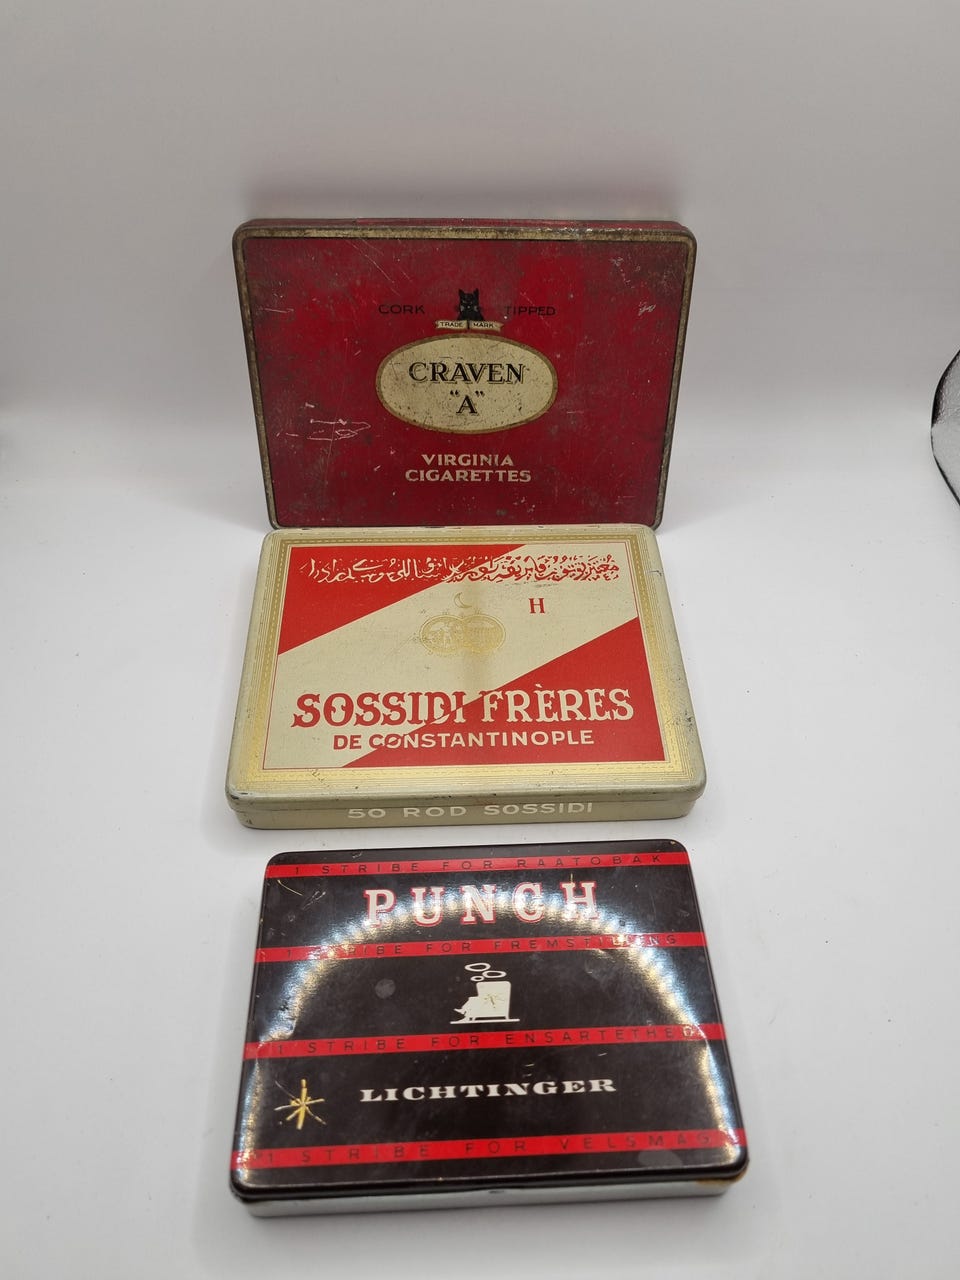 CORK TIPPED
TRADE MARK
CRAVEN
"A"
VIRGINIA
CIGARETTES
H
SOSSIDI FRÈRES
DE CONSTANTINOPLE
50 ROD SOSSIDI
1 STRIBE FOR RAATOBAK
PUNCH
1 STRIBE FOR FREMSTILLING
1 STRIBE FOR ENSARTETHED
LICHTINGER
1 STRIBE FOR VELSMAG